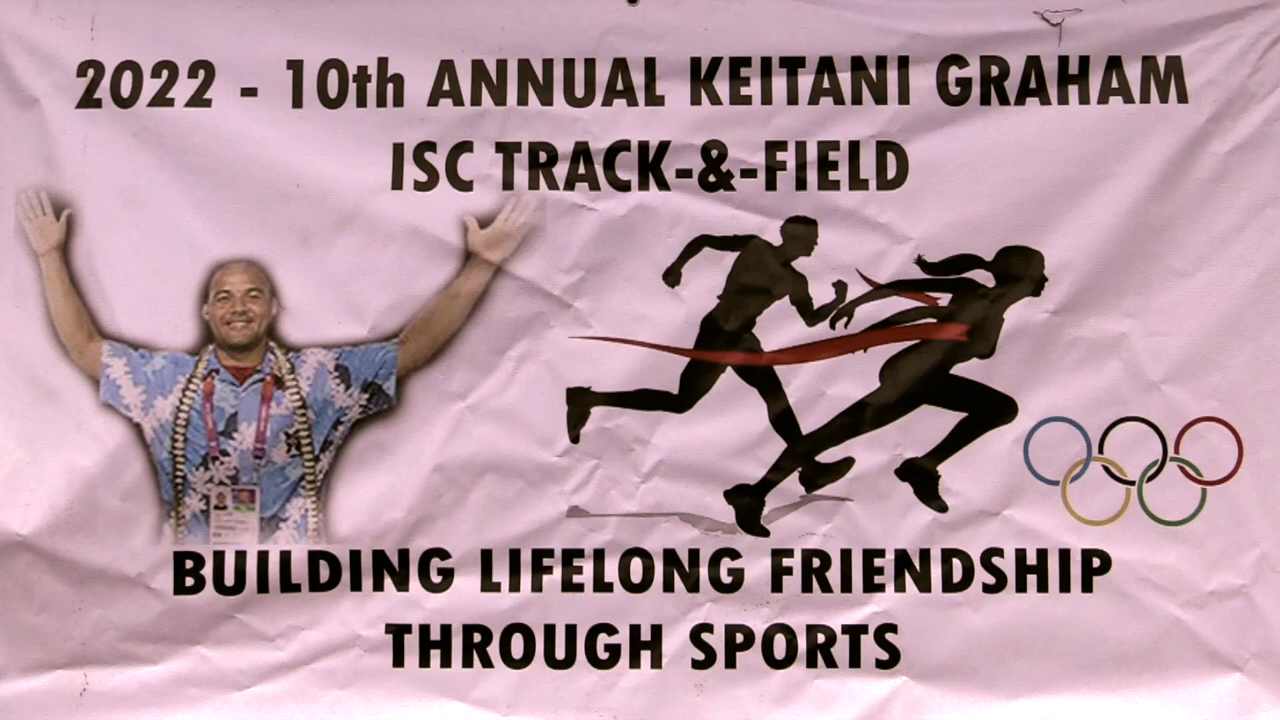 2022 - 10th ANNUAL KEITANI GRAHAM
ISC TRACK-&-FIELD
BUILDING LIFELONG FRIENDSHIP
THROUGH SPORTS